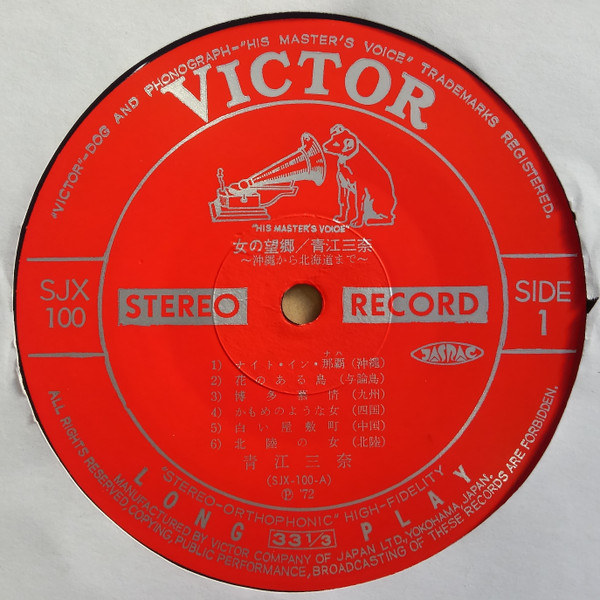 "VICTOR"–DOG AND PHONOGRAPH–"HIS MASTER'S VOICE" TRADEMARKS REGISTERED.
VICTOR
"HIS MASTER'S VOICE"
女の望郷/青江三奈
〜沖縄から北海道まで〜
SJX
100
STEREO RECORD
SIDE
1
JASRAC
1) ナイト・イン・那覇(沖縄)
ナハ
2) 花のある島 (与論島)
3) 博多慕情 (九州)
4) かもめのような女 (四国)
5) 白い屋敷町 (中国)
6) 北陸の女 (北陸)
青江三奈
(SJX-100-A)
Ⓟ '72
"STEREO-ORTHOPHONIC" HIGH-FIDELITY
LONG 33 1/3 PLAY
MANUFACTURED BY VICTOR COMPANY OF JAPAN LTD, YOKOHAMA, JAPAN.
ALL RIGHTS RESERVED, COPYING, PUBLIC PERFORMANCE, BROADCASTING OF THESE RECORDS ARE FORBIDDEN.